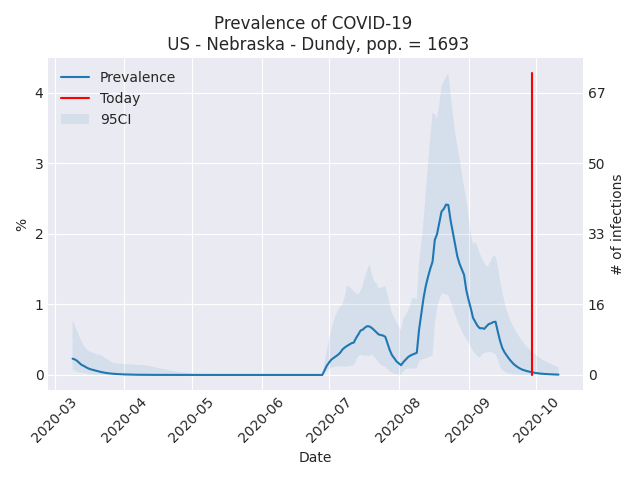 Prevalence of COVID-19
US - Nebraska - Dundy, pop. = 1693
Prevalence
Today
95CI
4
3
2
1
0
%
67
50
33
16
0
# of infections
2020-03
2020-04
2020-05
2020-06
2020-07
2020-08
2020-09
2020-10
Date